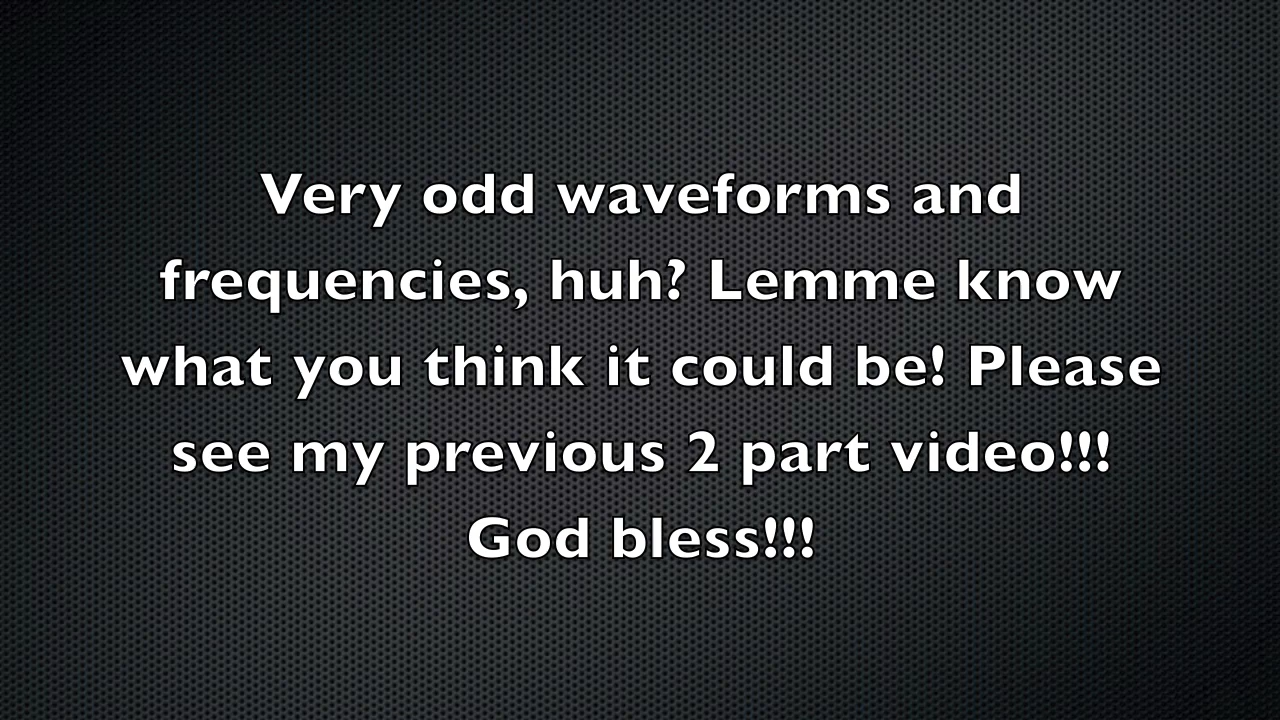 Very odd waveforms and
frequencies, huh? Lemme know
what you think it could be! Please
see my previous 2 part video!!!
God bless!!!